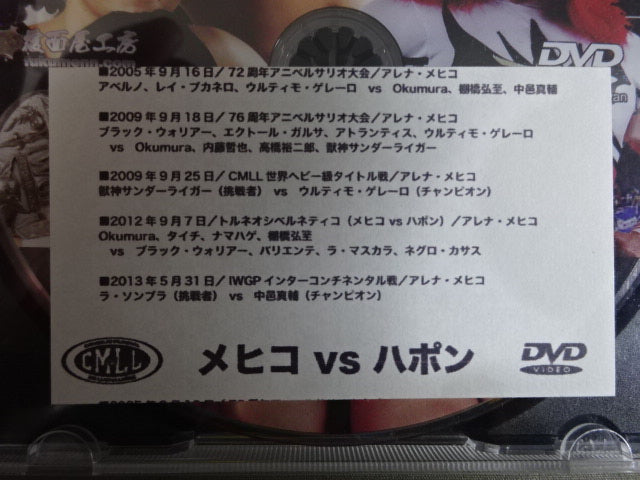 覆面屋工房
fukumenn.com
DVD
an
■2005年9月16日／72周年アニベルサリオ大会／アレナ・メヒコ
アベルノ、レイ・ブカネロ、ウルティモ・ゲレーロ vs Okumura、棚橋弘至、中邑真輔
■2009年9月18日／76周年アニベルサリオ大会／アレナ・メヒコ
ブラック・ウォリアー、エクトール・ガルサ、アトランティス、ウルティモ・ゲレーロ
vs Okumura、内藤哲也、高橋裕二郎、獣神サンダーライガー
■2009年9月25日／CMLL世界ヘビー級タイトル戦／アレナ・メヒコ
獣神サンダーライガー（挑戦者） vs ウルティモ・ゲレーロ（チャンピオン）
■2012年9月7日／トルネオシベルネティコ（メヒコvsハポン）／アレナ・メヒコ
Okumura、タイチ、ナマハゲ、棚橋弘至
vs ブラック・ウォリアー、バリエンテ、ラ・マスカラ、ネグロ・カサス
■2013年5月31日／IWGPインターコンチネンタル戦／アレナ・メヒコ
ラ・ソンブラ（挑戦者） vs 中邑真輔（チャンピオン）
CMLL
メヒコ vs ハポン
DVD
VIDEO